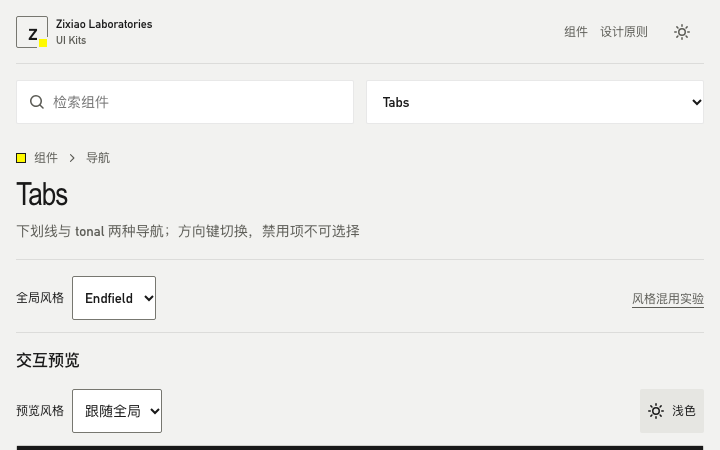 Z
Zixiao Laboratories
UI Kits
组件 设计原则
检索组件
Tabs
组件 > 导航
Tabs
下划线与 tonal 两种导航；方向键切换，禁用项不可选择
全局风格 Endfield 风格混用实验
交互预览
预览风格 跟随全局 浅色